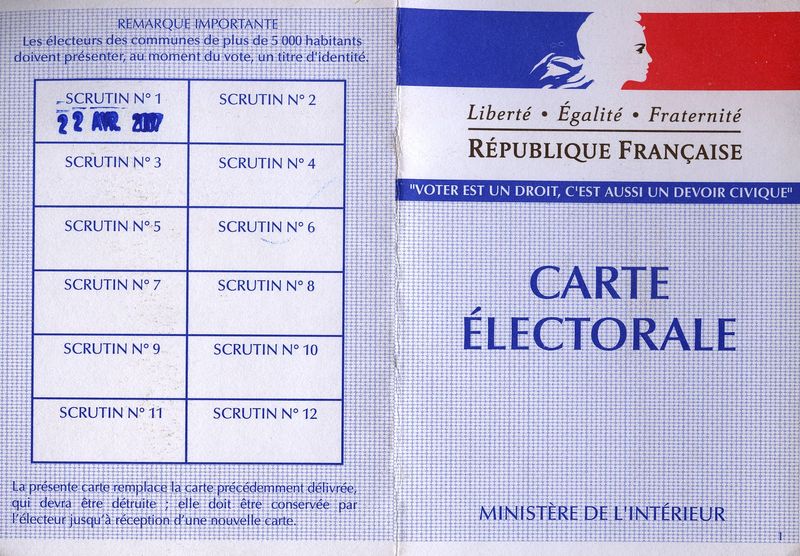 REMARQUE IMPORTANTE
Les électeurs des communes de plus de 5 000 habitants
doivent présenter, au moment du vote, un titre d'identité.
SCRUTIN N° 1
22 AVR 2007
SCRUTIN N° 2
SCRUTIN N° 3
SCRUTIN N° 4
SCRUTIN N° 5
SCRUTIN N° 6
SCRUTIN N° 7
SCRUTIN N° 8
SCRUTIN N° 9
SCRUTIN N° 10
SCRUTIN N° 11
SCRUTIN N° 12
La présente carte remplace la carte précédemment délivrée,
qui devra être détruite ; elle doit être conservée par
l'électeur jusqu'à réception d'une nouvelle carte.
Liberté • Égalité • Fraternité
RÉPUBLIQUE FRANÇAISE
"VOTER EST UN DROIT, C'EST AUSSI UN DEVOIR CIVIQUE"
CARTE
ÉLECTORALE
MINISTÈRE DE L'INTÉRIEUR
1